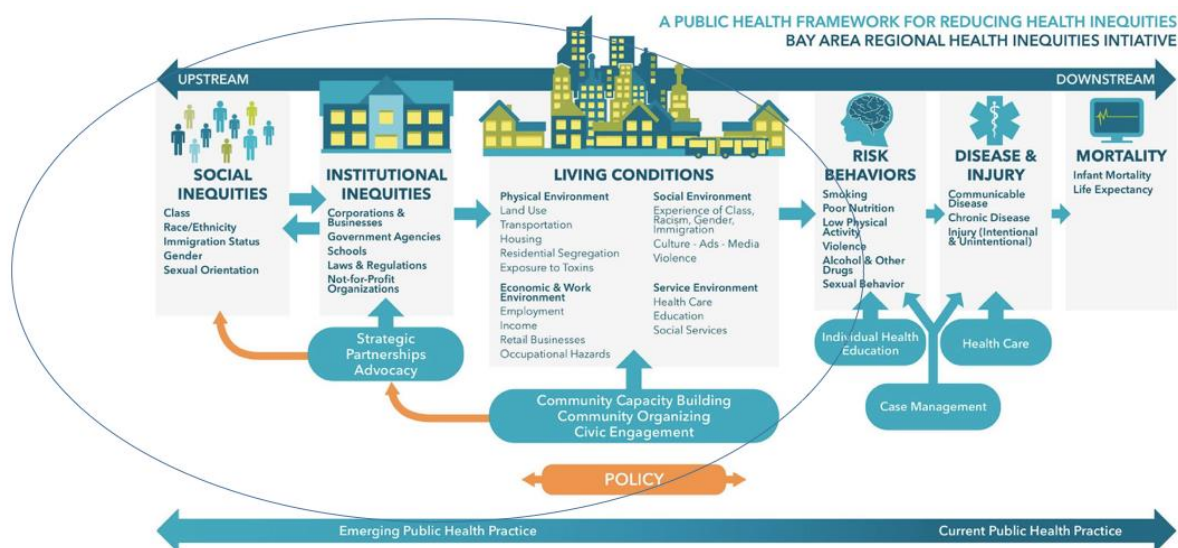 A PUBLIC HEALTH FRAMEWORK FOR REDUCING HEALTH INEQUITIES
BAY AREA REGIONAL HEALTH INEQUITIES INTIATIVE
UPSTREAM
DOWNSTREAM
SOCIAL
INEQUITIES
Class
Race/Ethnicity
Immigration Status
Gender
Sexual Orientation
INSTITUTIONAL
INEQUITIES
Corporations &
Businesses
Government Agencies
Schools
Laws & Regulations
Not-for-Profit
Organizations
LIVING CONDITIONS
Physical Environment
Land Use
Transportation
Housing
Residential Segregation
Exposure to Toxins
Economic & Work
Environment
Employment
Income
Retail Businesses
Occupational Hazards
Social Environment
Experience of Class,
Racism, Gender,
Immigration
Culture - Ads - Media
Violence
Service Environment
Health Care
Education
Social Services
RISK
BEHAVIORS
Smoking
Poor Nutrition
Low Physical
Activity
Violence
Alcohol & Other
Drugs
Sexual Behavior
DISEASE &
INJURY
Communicable
Disease
Chronic Disease
Injury (Intentional
& Unintentional)
MORTALITY
Infant Mortality
Life Expectancy
Strategic
Partnerships
Advocacy
Community Capacity Building
Community Organizing
Civic Engagement
Individual Health
Education
Health Care
Case Management
POLICY
Emerging Public Health Practice
Current Public Health Practice